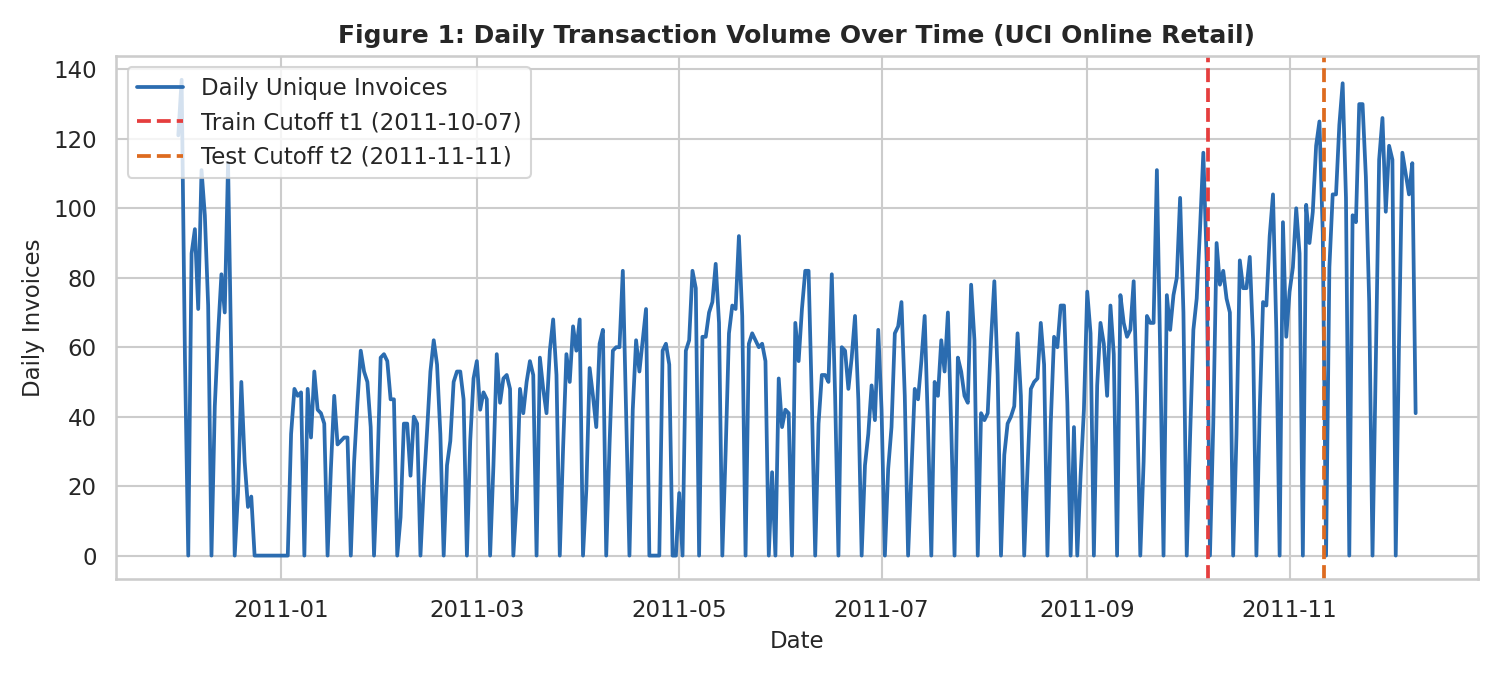 Figure 1: Daily Transaction Volume Over Time (UCI Online Retail)
Daily Unique Invoices
Train Cutoff t1 (2011-10-07)
Test Cutoff t2 (2011-11-11)
Daily Invoices
140
120
100
80
60
40
20
0
2011-01 2011-03 2011-05 2011-07 2011-09 2011-11
Date